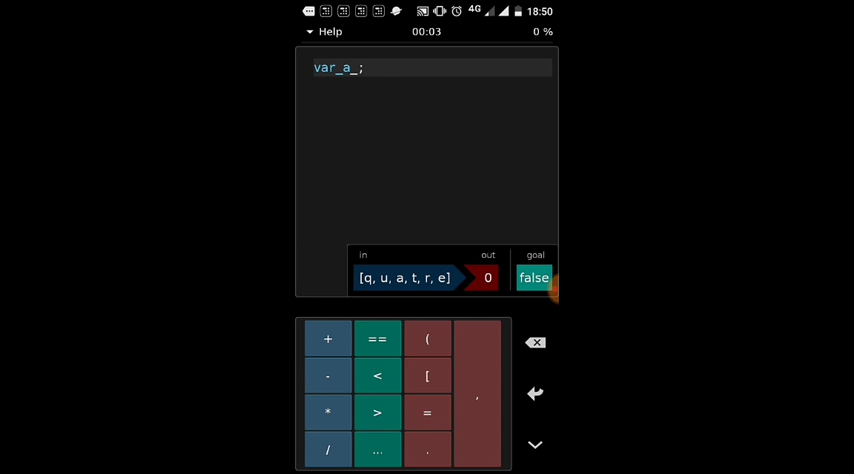 4G 18:50
Help 00:03 0 %
var_a_;
in out goal
[q, u, a, t, r, e] 0 false
+ == (
- < [
,
* > =
/ ... .